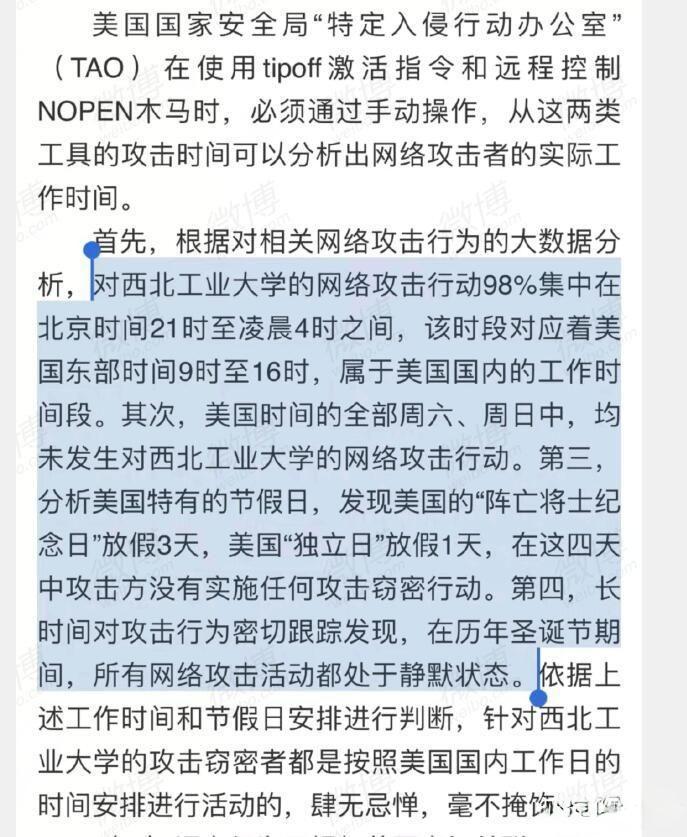 美国国家安全局“特定入侵行动办公室”
（TAO）在使用tipoff激活指令和远程控制
NOPEN木马时，必须通过手动操作，从这两类
工具的攻击时间可以分析出网络攻击者的实际工
作时间。
首先，根据对相关网络攻击行为的大数据分
析，对西北工业大学的网络攻击行动98%集中在
北京时间21时至凌晨4时之间，该时段对应着美
国东部时间9时至16时，属于美国国内的工作时
间段。其次，美国时间的全部周六、周日中，均
未发生对西北工业大学的网络攻击行动。第三，
分析美国特有的节假日，发现美国的“阵亡将士纪
念日”放假3天，美国“独立日”放假1天，在这四天
中攻击方没有实施任何攻击窃密行动。第四，长
时间对攻击行为密切跟踪发现，在历年圣诞节期
间，所有网络攻击活动都处于静默状态。依据上
述工作时间和节假日安排进行判断，针对西北工
业大学的攻击窃密者都是按照美国国内工作日的
时间安排进行活动的，肆无忌惮，毫不掩饰